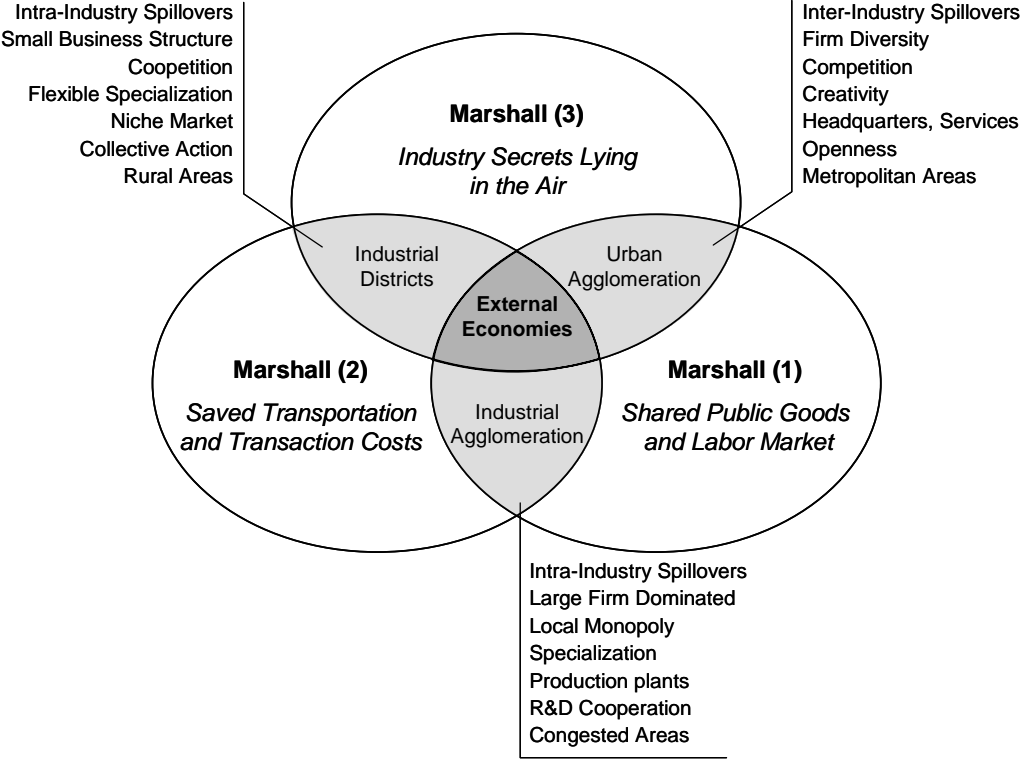 Intra-Industry Spillovers
Small Business Structure
Coopetition
Flexible Specialization
Niche Market
Collective Action
Rural Areas
Inter-Industry Spillovers
Firm Diversity
Competition
Creativity
Headquarters, Services
Openness
Metropolitan Areas
Marshall (3)
Industry Secrets Lying
in the Air
Industrial
Districts
Urban
Agglomeration
External
Economies
Marshall (2)
Saved Transportation
and Transaction Costs
Marshall (1)
Shared Public Goods
and Labor Market
Industrial
Agglomeration
Intra-Industry Spillovers
Large Firm Dominated
Local Monopoly
Specialization
Production plants
R&D Cooperation
Congested Areas